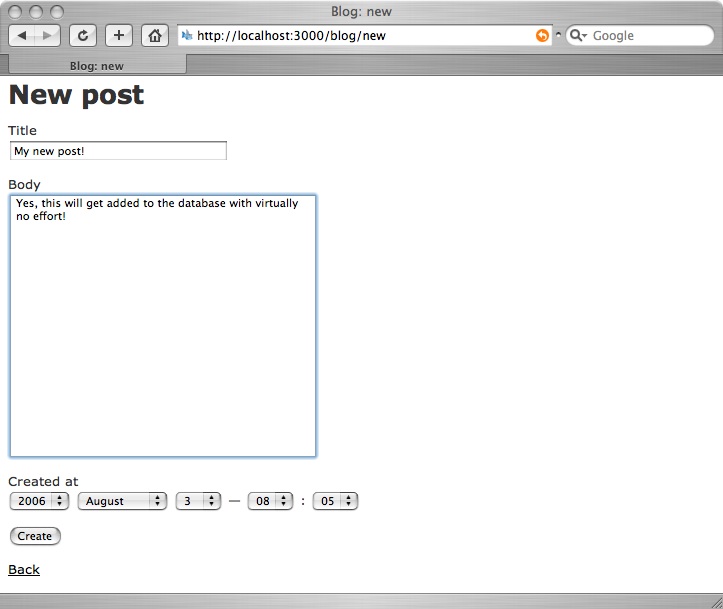 Blog: new
http://localhost:3000/blog/new
Google
Blog: new
New post
Title
My new post!
Body
Yes, this will get added to the database with virtually
no effort!
Created at
2006 August 3 — 08 : 05
Create
Back